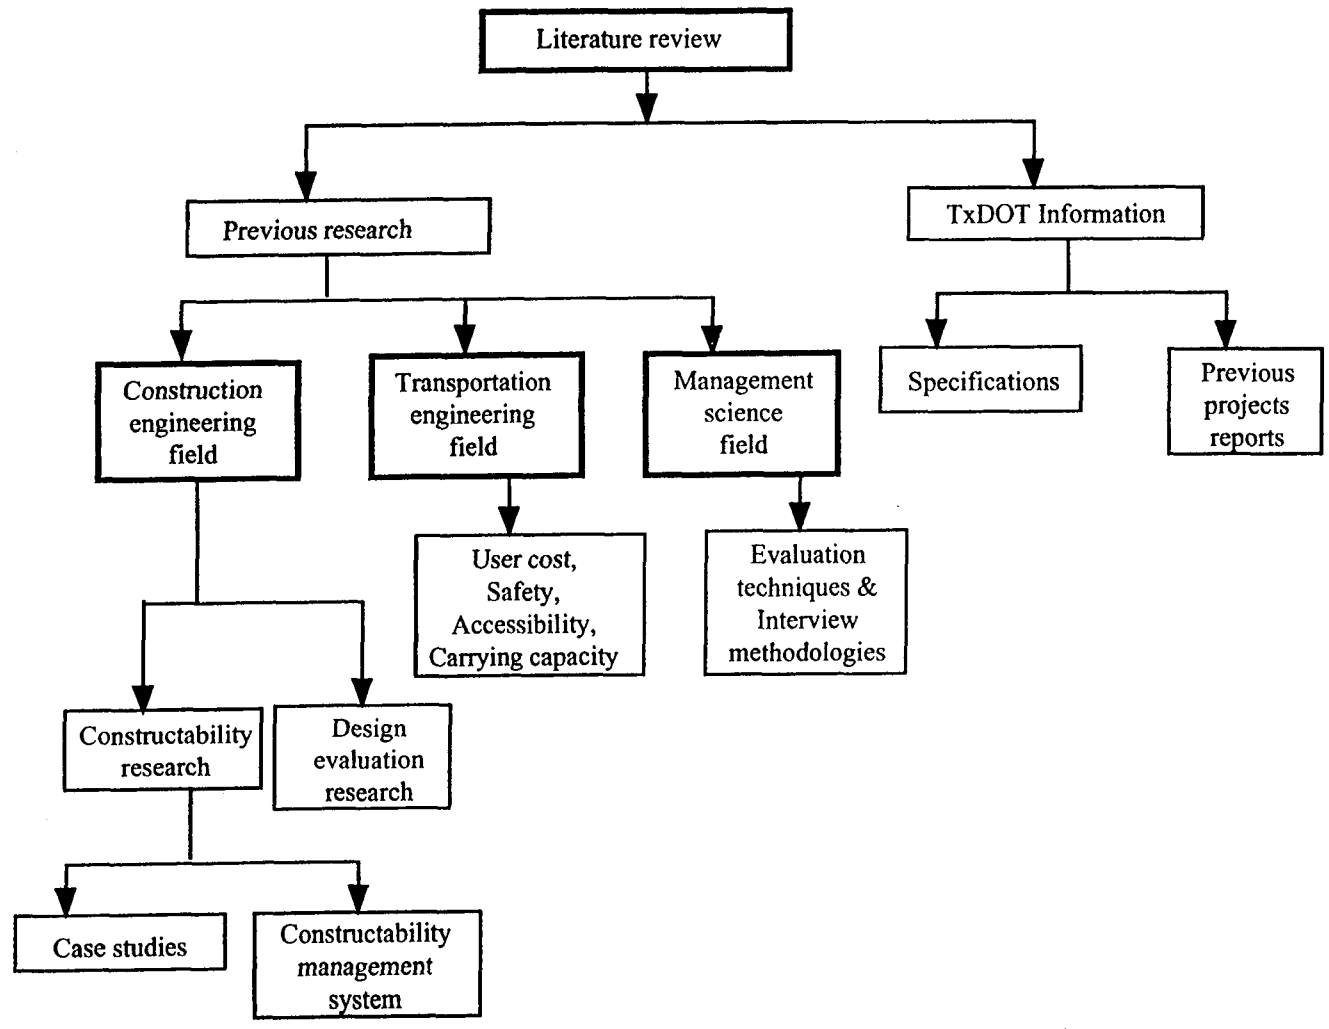 Literature review
Previous research
TxDOT Information
Construction
engineering
field
Transportation
engineering
field
Management
science
field
Specifications
Previous
projects
reports
User cost,
Safety,
Accessibility,
Carrying capacity
Evaluation
techniques &
Interview
methodologies
Constructability
research
Design
evaluation
research
Case studies
Constructability
management
system